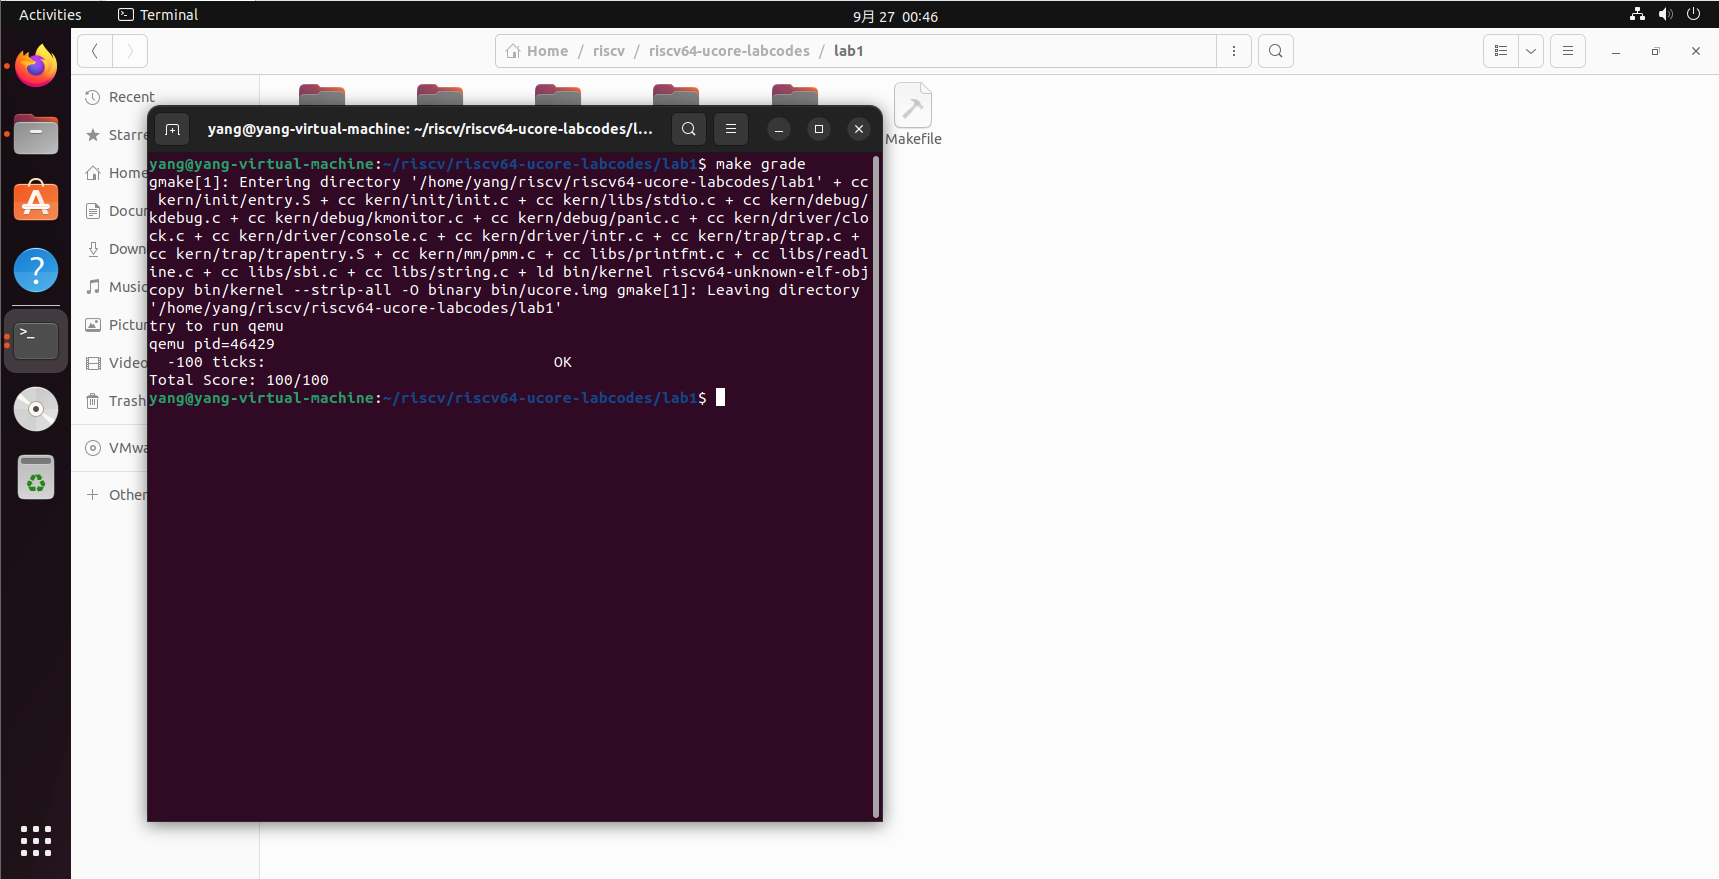 Activities
Terminal
9月 27 00:46
Home / riscv / riscv64-ucore-labcodes / lab1
Recent
Starre
Home
Docu
Down
Music
Pictu
Video
Trash
VMwa
Other
Makefile
yang@yang-virtual-machine: ~/riscv/riscv64-ucore-labcodes/l...
yang@yang-virtual-machine:~/riscv/riscv64-ucore-labcodes/lab1$ make grade
gmake[1]: Entering directory '/home/yang/riscv/riscv64-ucore-labcodes/lab1' + cc
kern/init/entry.S + cc kern/init/init.c + cc kern/libs/stdio.c + cc kern/debug/
kdebug.c + cc kern/debug/kmonitor.c + cc kern/debug/panic.c + cc kern/driver/clo
ck.c + cc kern/driver/console.c + cc kern/driver/intr.c + cc kern/trap/trap.c +
cc kern/trap/trapentry.S + cc kern/mm/pmm.c + cc libs/printfmt.c + cc libs/readl
ine.c + cc libs/sbi.c + cc libs/string.c + ld bin/kernel riscv64-unknown-elf-obj
copy bin/kernel --strip-all -O binary bin/ucore.img gmake[1]: Leaving directory
'/home/yang/riscv/riscv64-ucore-labcodes/lab1'
try to run qemu
qemu pid=46429
-100 ticks: OK
Total Score: 100/100
yang@yang-virtual-machine:~/riscv/riscv64-ucore-labcodes/lab1$